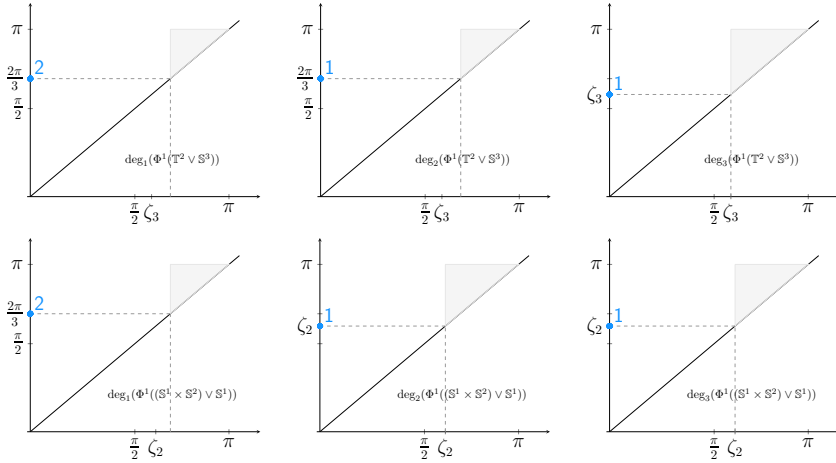 π
2π/3
π/2
2
deg₁(Φ¹(𝕋² ∨ 𝕊³))
π/2 ζ₃ π
π
2π/3
π/2
1
deg₂(Φ¹(𝕋² ∨ 𝕊³))
π/2 ζ₃ π
π
ζ₃
1
deg₃(Φ¹(𝕋² ∨ 𝕊³))
π/2 ζ₃ π
π
2π/3
π/2
2
deg₁(Φ¹((𝕊¹ × 𝕊²) ∨ 𝕊¹))
π/2 ζ₂ π
π
ζ₂
1
deg₂(Φ¹((𝕊¹ × 𝕊²) ∨ 𝕊¹))
π/2 ζ₂ π
π
ζ₂
1
deg₃(Φ¹((𝕊¹ × 𝕊²) ∨ 𝕊¹))
π/2 ζ₂ π